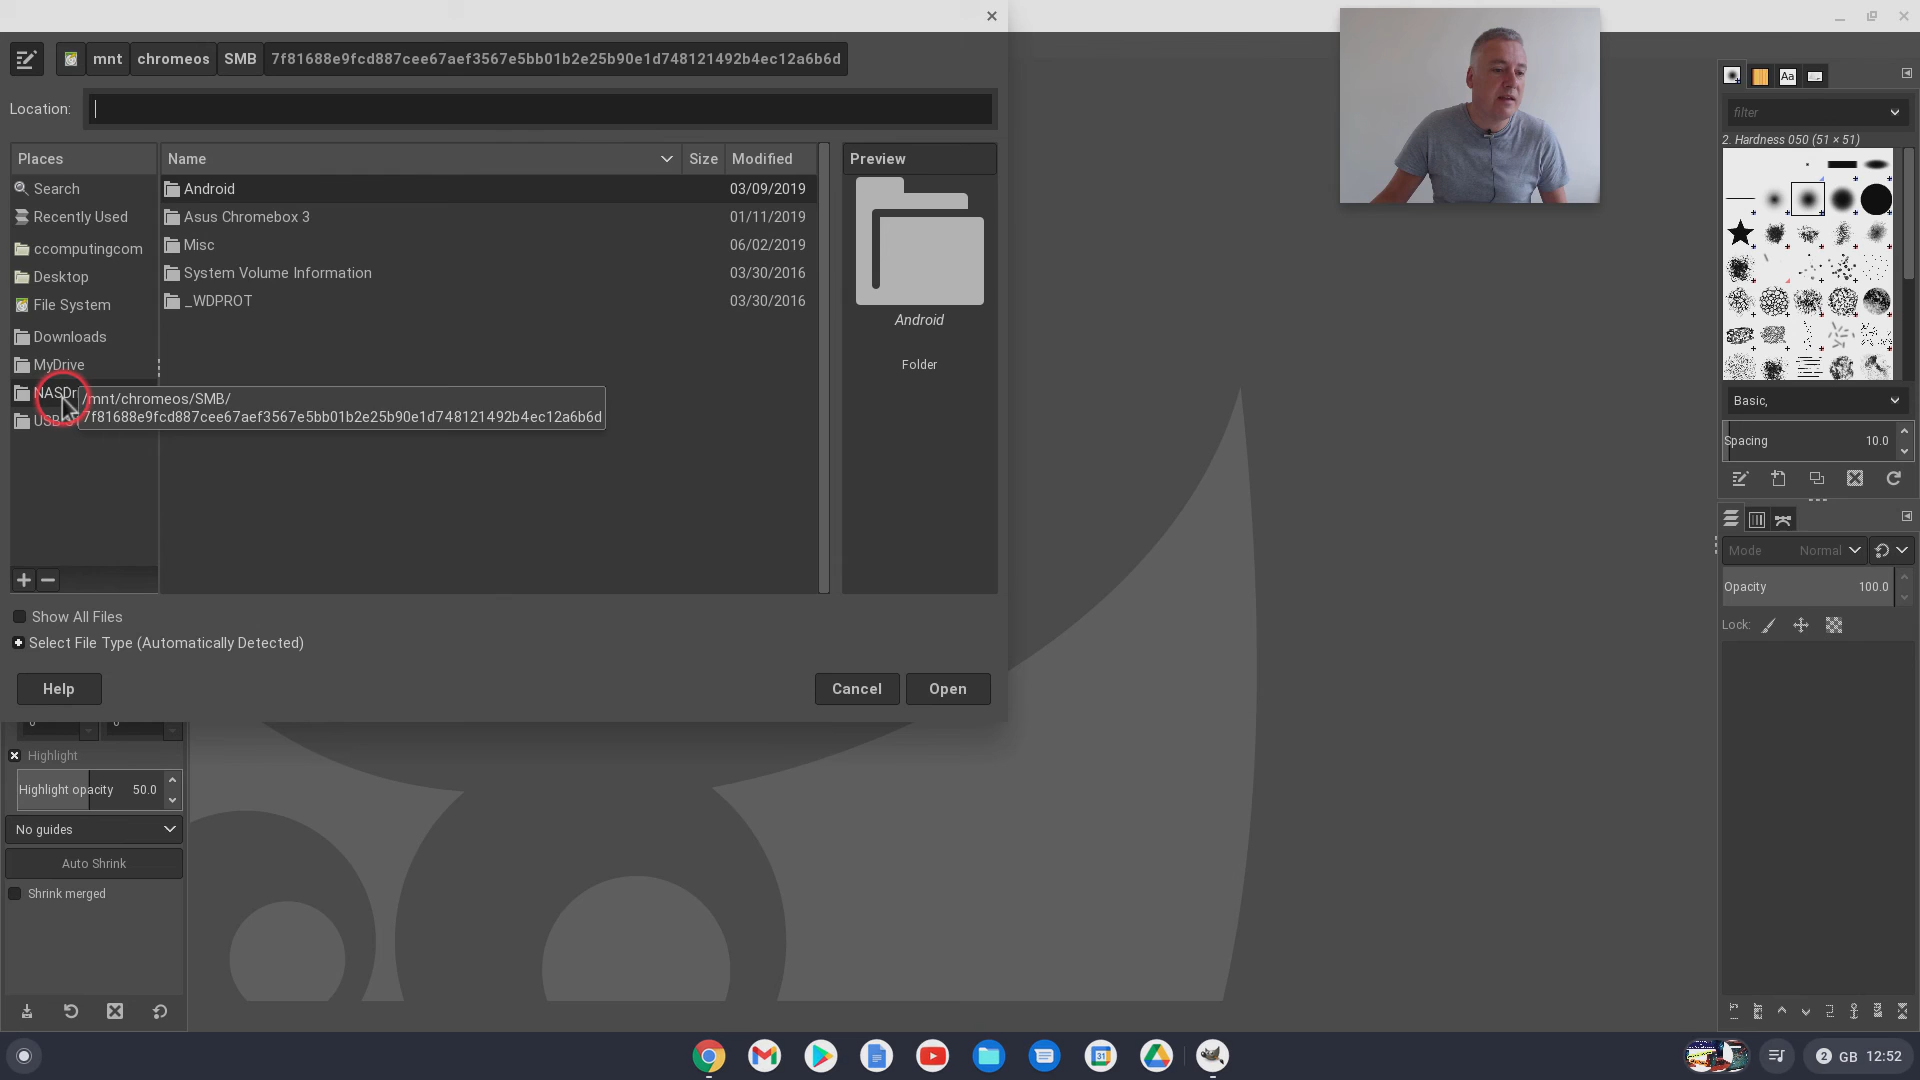 mnt
chromeos
SMB
7f81688e9fcd887cee67aef3567e5bb01b2e25b90e1d748121492b4ec12a6b6d
Location:
Places
Name
Size
Modified
Preview
Search
Recently Used
ccomputingcom
Desktop
File System
Downloads
MyDrive
NASDr
Android
03/09/2019
Asus Chromebox 3
01/11/2019
Misc
06/02/2019
System Volume Information
03/30/2016
_WDPROT
03/30/2016
/mnt/chromeos/SMB/
7f81688e9fcd887cee67aef3567e5bb01b2e25b90e1d748121492b4ec12a6b6d
Android
Folder
Show All Files
Select File Type (Automatically Detected)
Help
Cancel
Open
Highlight
Highlight opacity 50.0
No guides
Auto Shrink
Shrink merged
Aa
filter
2. Hardness 050 (51 × 51)
Basic,
Spacing 10.0
Mode Normal
Opacity 100.0
Lock:
31
2 GB 12:52